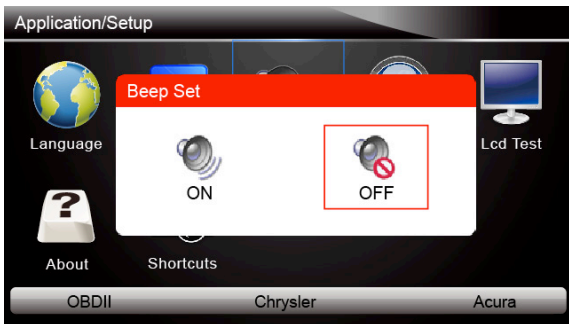 Application/Setup
Beep Set
Language
Lcd Test
ON
OFF
?
About
Shortcuts
OBDII
Chrysler
Acura